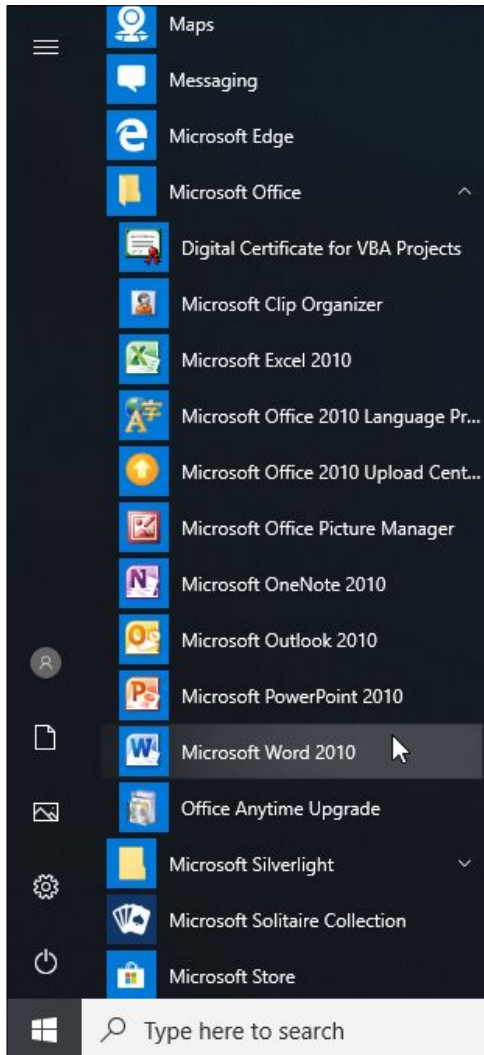 Maps
Messaging
Microsoft Edge
Microsoft Office
Digital Certificate for VBA Projects
Microsoft Clip Organizer
Microsoft Excel 2010
Microsoft Office 2010 Language Pr...
Microsoft Office 2010 Upload Cent...
Microsoft Office Picture Manager
Microsoft OneNote 2010
Microsoft Outlook 2010
Microsoft PowerPoint 2010
Microsoft Word 2010
Office Anytime Upgrade
Microsoft Silverlight
Microsoft Solitaire Collection
Microsoft Store
Type here to search